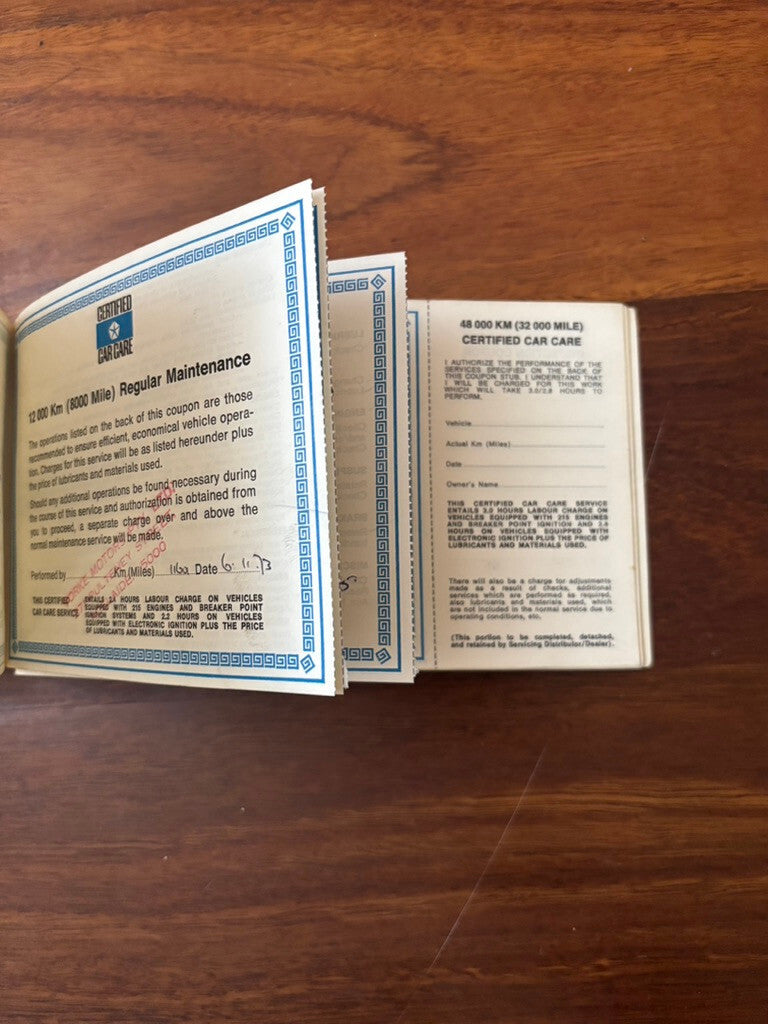 CERTIFIED
CAR CARE
12 000 Km (8000 Mile) Regular Maintenance
The operations listed on the back of this coupon are those
recommended to ensure efficient, economical vehicle opera-
tion. Charges for this service will be as listed hereunder plus
the price of lubricants and materials used.
Should any additional operations be found necessary during
the course of this service and authorization is obtained from
you to proceed, a separate charge over and above the
normal maintenance service will be made.
Performed by Km (Miles) Date 6.11.73
THIS CERTIFIED CAR CARE SERVICE
ENTAILS HOURS LABOUR CHARGE ON VEHICLES
EQUIPPED WITH 215 ENGINES AND BREAKER POINT
IGNITION SYSTEMS AND 2.2 HOURS ON VEHICLES
EQUIPPED WITH ELECTRONIC IGNITION PLUS THE PRICE
OF LUBRICANTS AND MATERIALS USED.
MOTORS
5000
48 000 KM (32 000 MILE)
CERTIFIED CAR CARE
I AUTHORIZE THE PERFORMANCE OF THE
SERVICES SPECIFIED ON THE BACK OF
THIS COUPON STUB. I UNDERSTAND THAT
I WILL BE CHARGED FOR THIS WORK
WHICH WILL TAKE 3.0/2.8 HOURS TO
PERFORM.
Vehicle
Actual Km (Miles)
Date
Owner's Name
THIS CERTIFIED CAR CARE SERVICE
ENTAILS 3.0 HOURS LABOUR CHARGE ON
VEHICLES EQUIPPED WITH 215 ENGINES
AND BREAKER POINT IGNITION AND 2.8
HOURS ON VEHICLES EQUIPPED WITH
ELECTRONIC IGNITION PLUS THE PRICE OF
LUBRICANTS AND MATERIALS USED.
There will also be a charge for adjustments
made as a result of checks, additional
services which are performed as required,
also lubricants and materials used, which
are not included in the normal service due to
operating conditions, etc.
(This portion to be completed, detached,
and retained by Servicing Distributor/Dealer).